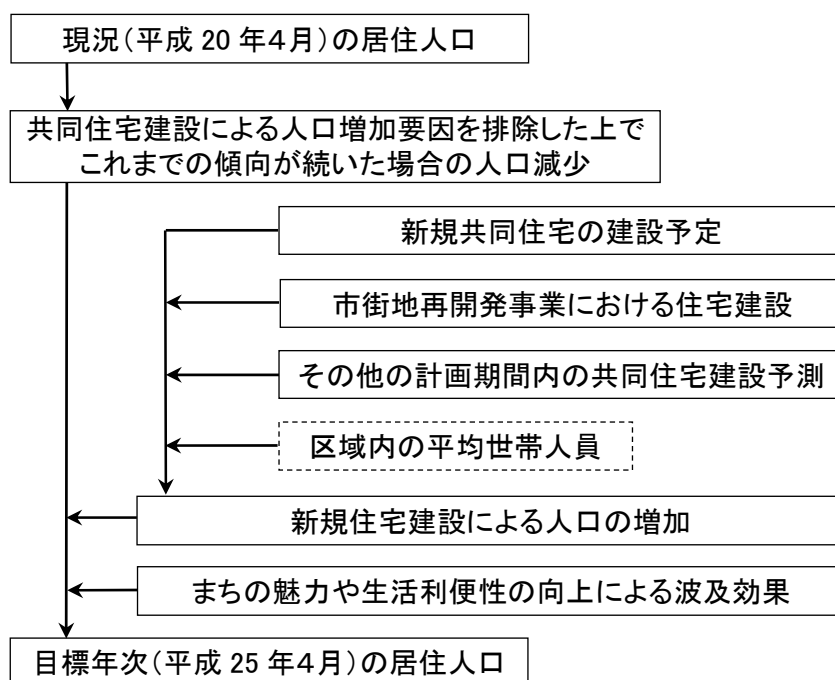 現況(平成 20 年4月)の居住人口
共同住宅建設による人口増加要因を排除した上で
これまでの傾向が続いた場合の人口減少
新規共同住宅の建設予定
市街地再開発事業における住宅建設
その他の計画期間内の共同住宅建設予測
区域内の平均世帯人員
新規住宅建設による人口の増加
まちの魅力や生活利便性の向上による波及効果
目標年次(平成 25 年4月)の居住人口